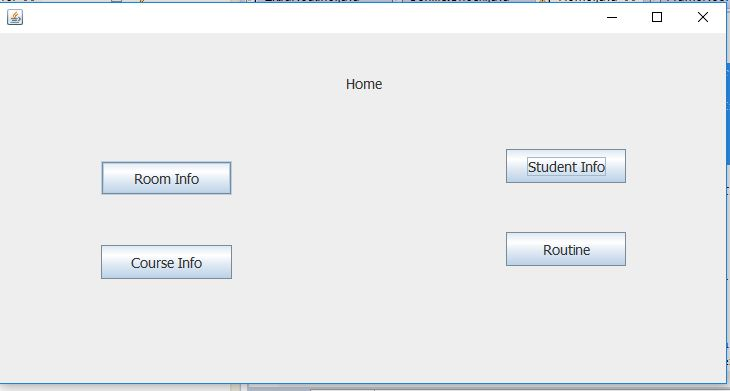 Home
Room Info
Student Info
Course Info
Routine